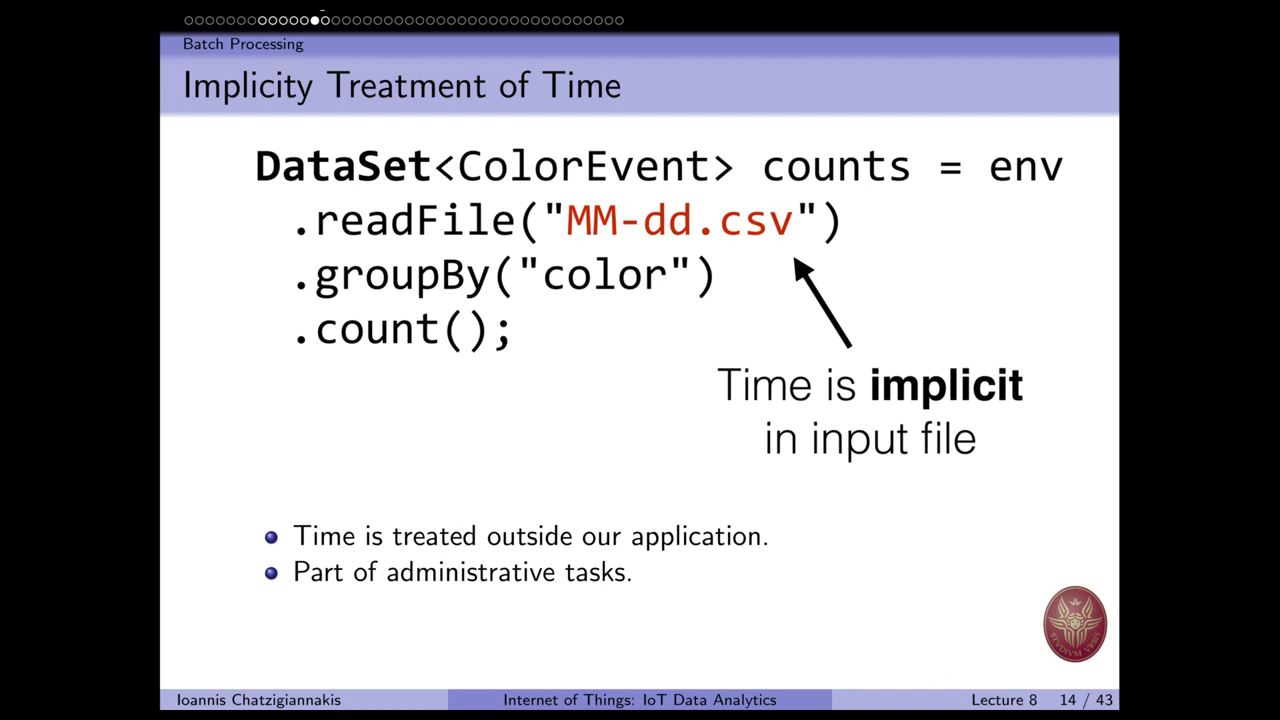 Batch Processing
Implicity Treatment of Time
DataSet<ColorEvent> counts = env
.readFile("MM-dd.csv")
.groupBy("color")
.count();
Time is implicit
in input file
Time is treated outside our application.
Part of administrative tasks.
STVDIVM VRBIS
Ioannis Chatzigiannakis Internet of Things: IoT Data Analytics Lecture 8 14 / 43